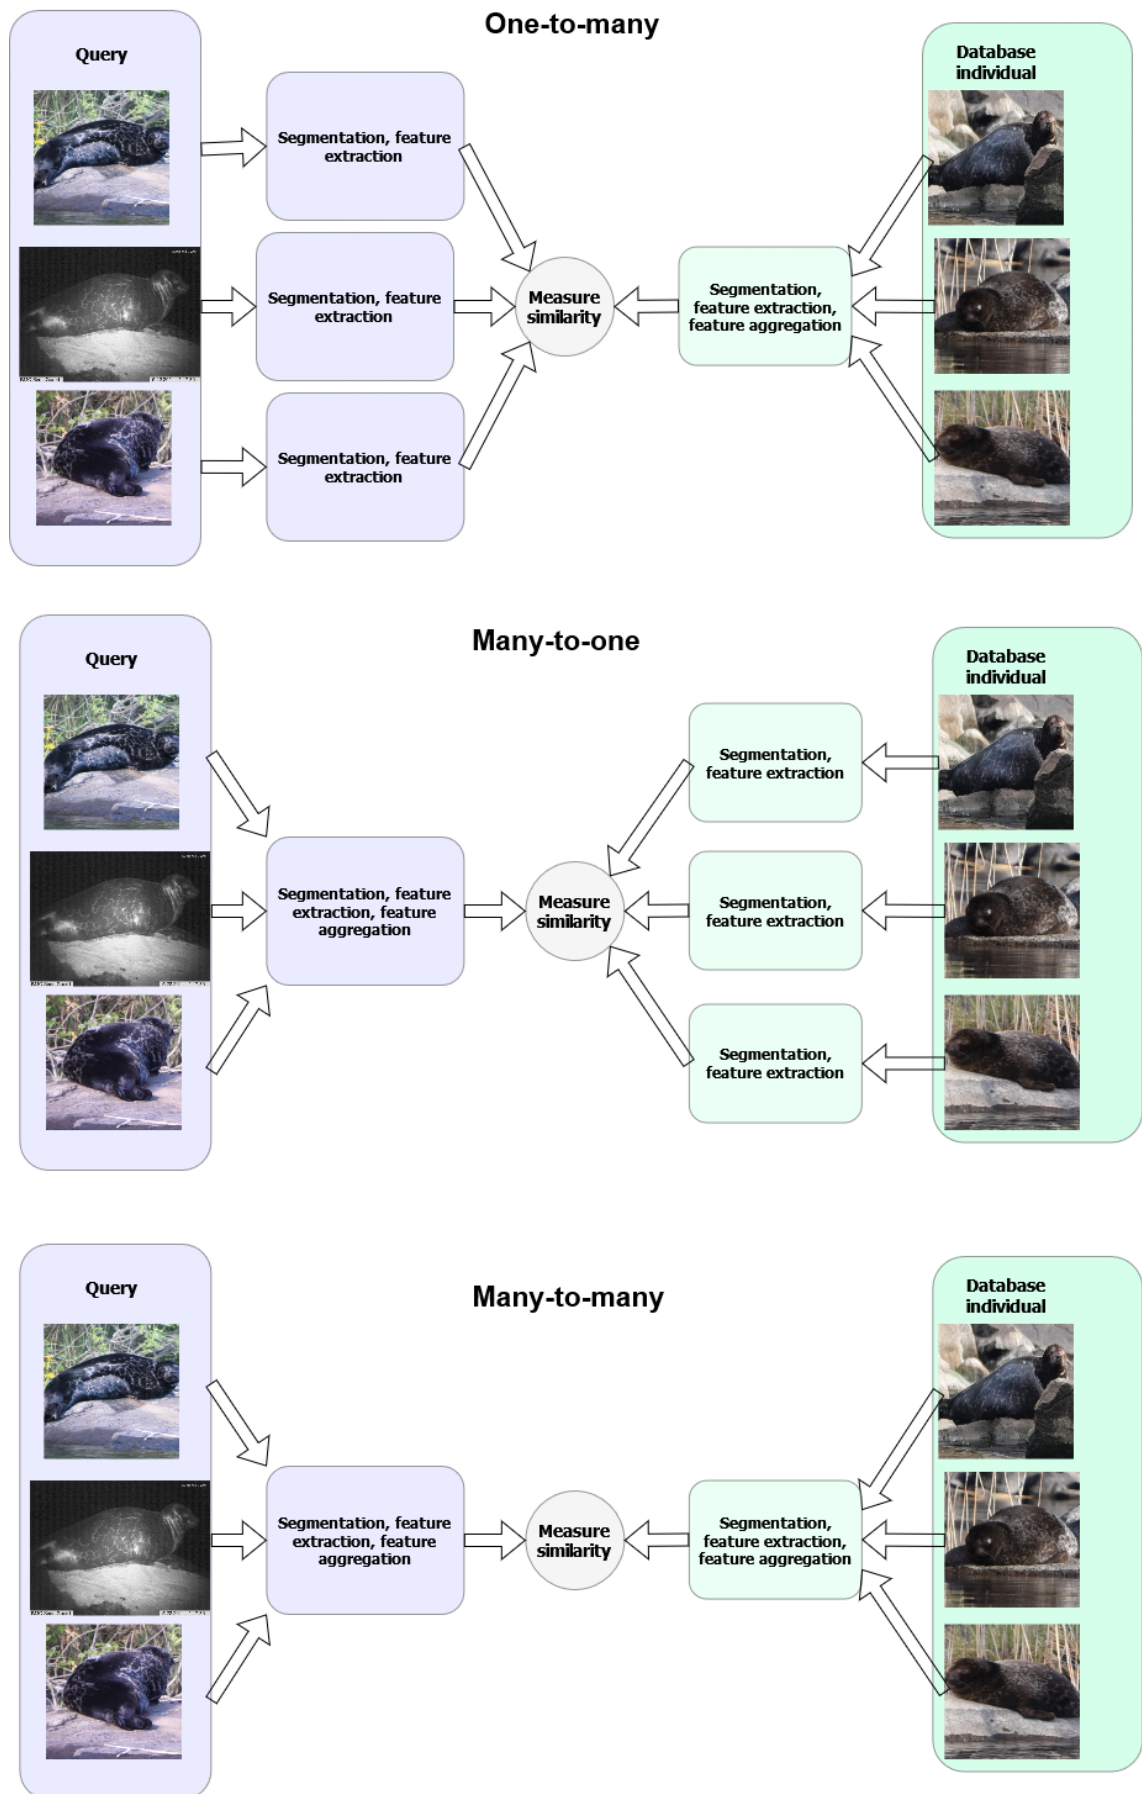 One-to-many
Query
Database
individual
Segmentation, feature
extraction)
Segmentation, feature
extraction)
Segmentation, feature
extraction)
Measure
similarity
Segmentation,
feature extraction,
feature aggregation)
Many-to-one
Query
Database
individual
Segmentation, feature
extraction, feature
aggregation)
Measure
similarity
Segmentation,
feature extraction)
Segmentation,
feature extraction)
Segmentation,
feature extraction)
Many-to-many
Query
Database
individual
Segmentation, feature
extraction, feature
aggregation)
Measure
similarity
Segmentation,
feature extraction,
feature aggregation)